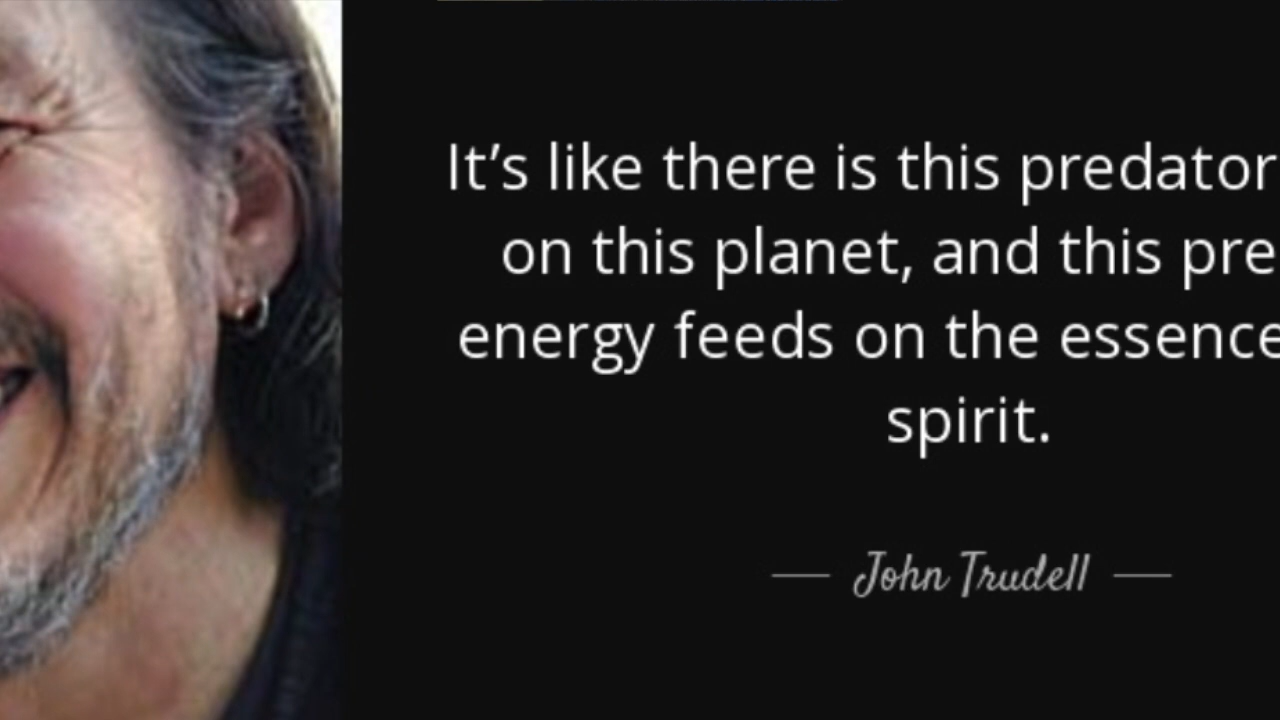 It’s like there is this predator
on this planet, and this pre
energy feeds on the essence
spirit.
John Trudell